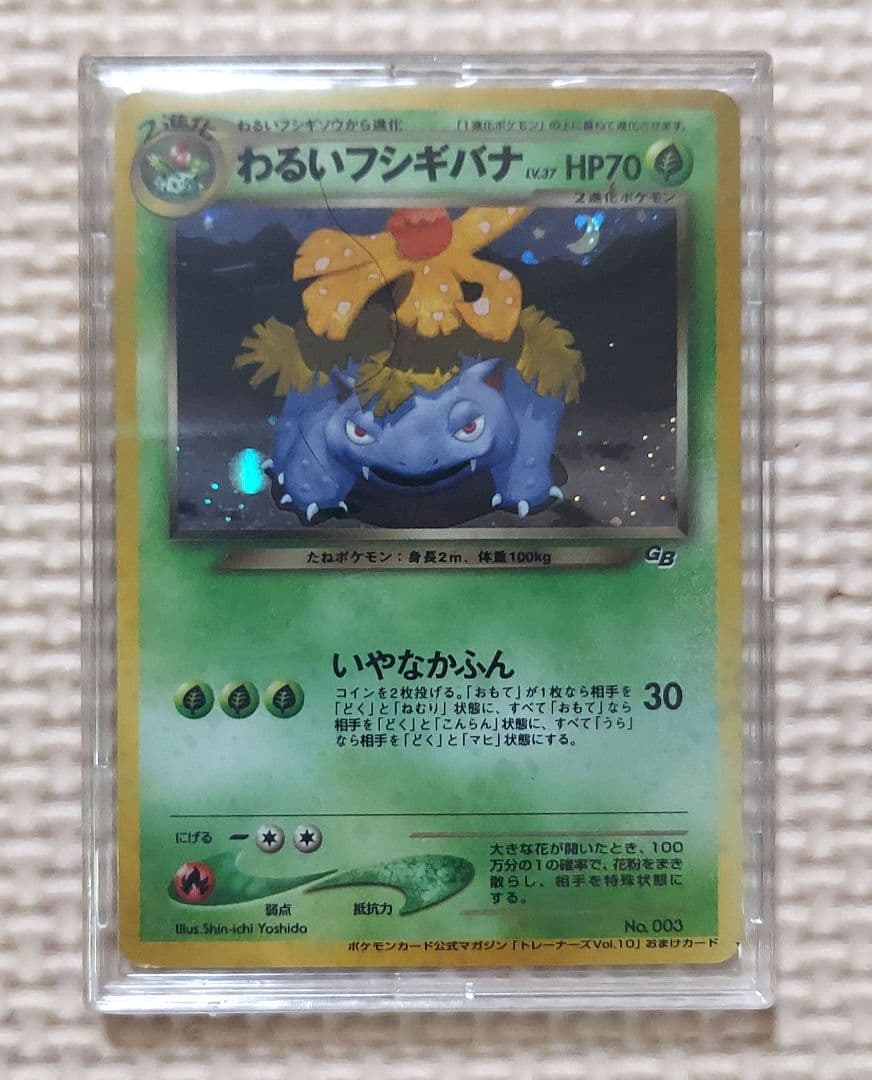 2進化
わるいフシギソウから進化 「1進化ポケモン」の上に重ねて進化させます。
わるいフシギバナ LV.37 HP70
2進化ポケモン
たねポケモン：身長2m、体重100kg
GB
いやなかふん
コインを2枚投げる。「おもて」が1枚なら相手を
「どく」と「ねむり」状態に、すべて「おもて」なら
相手を「どく」と「こんらん」状態に、すべて「うら」
なら相手を「どく」と「マヒ」状態にする。
30
にげる
弱点
抵抗力
大きな花が開いたとき、100
万分の1の確率で、花粉をまき
散らし、相手を特殊状態に
する。
Illus.Shin-ichi Yoshida
No. 003
ポケモンカード公式マガジン「トレーナーズVol.10」おまけカード